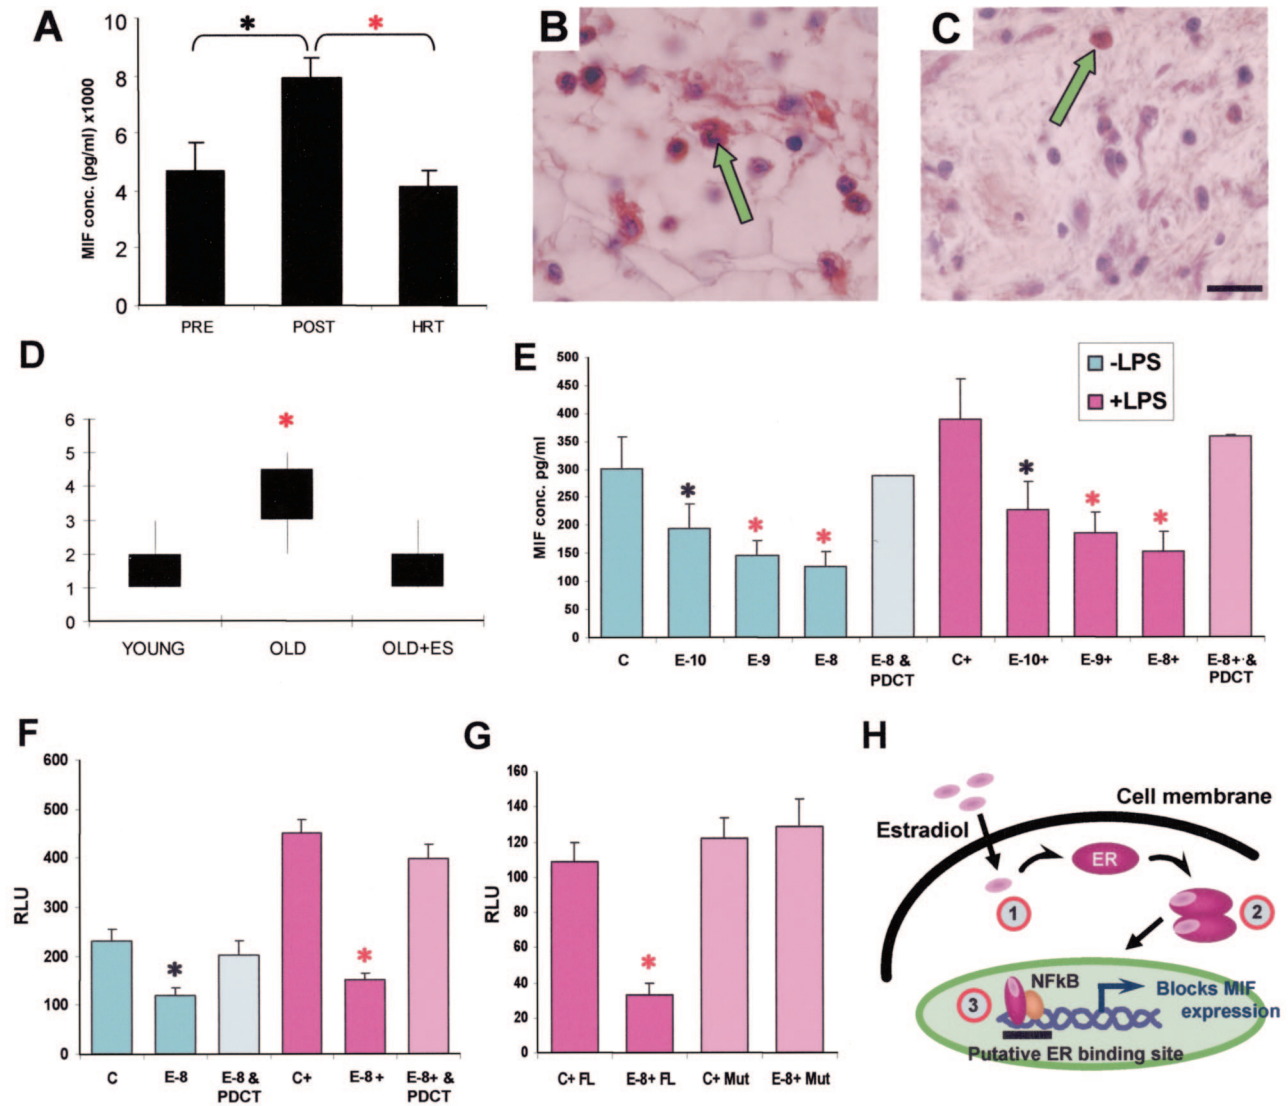 A
MIF conc. (pg/ml) x1000
10
8
6
4
2
0
*
*
PRE
POST
HRT
B
C
D
6
5
4
3
2
1
0
*
YOUNG
OLD
OLD+ES
E
MIF conc. pg/ml
500
450
400
350
300
250
200
150
100
50
0
-LPS
+LPS
*
*
*
*
*
*
C
E-10
E-9
E-8
E-8 &
PDCT
C+
E-10+
E-9+
E-8+
E-8+ &
PDCT
F
RLU
600
500
400
300
200
100
0
*
*
C
E-8
E-8 &
PDCT
C+
E-8 +
E-8+ &
PDCT
G
RLU
160
140
120
100
80
60
40
20
0
*
C+ FL
E-8+ FL
C+ Mut
E-8+ Mut
H
Cell membrane
Estradiol
ER
1
2
3
NFkB
Blocks MIF
expression
Putative ER binding site